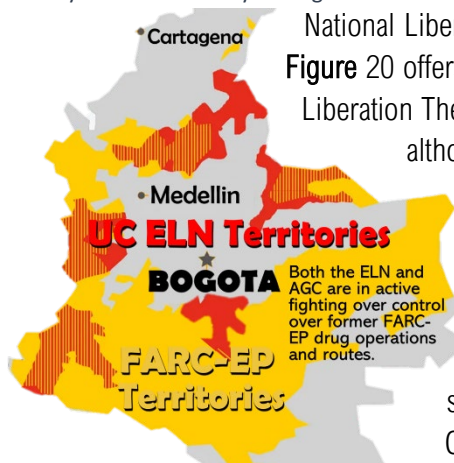 National Libe
Cartagena
Figure 20 offer
Liberation The
altho
Medellin
UC ELN Territories
BOGOTA
Both the ELN and
AGC are in active
fighting over control
over former FARC-
EP drug operations
and routes.
FARC-EP
Territories
s